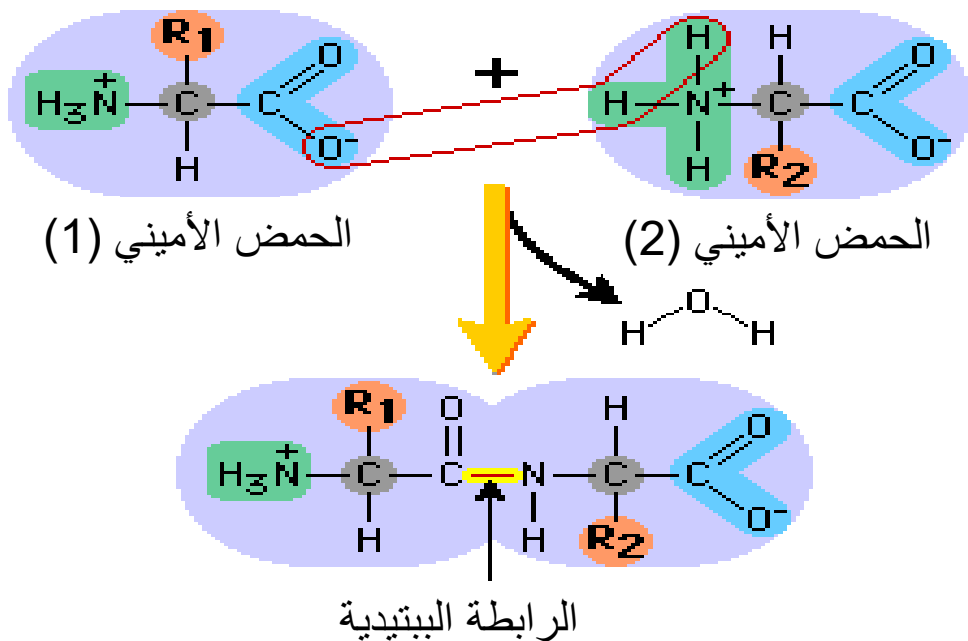 R1
O
H3N+ C C
O-
H
+
H H
H N+ C C O
O-
H R2
الحمض الأميني (1)
الحمض الأميني (2)
O
H H
R1 O H
H3N+ C C N C C O
O-
H H R2
الرابطة الببتيدية